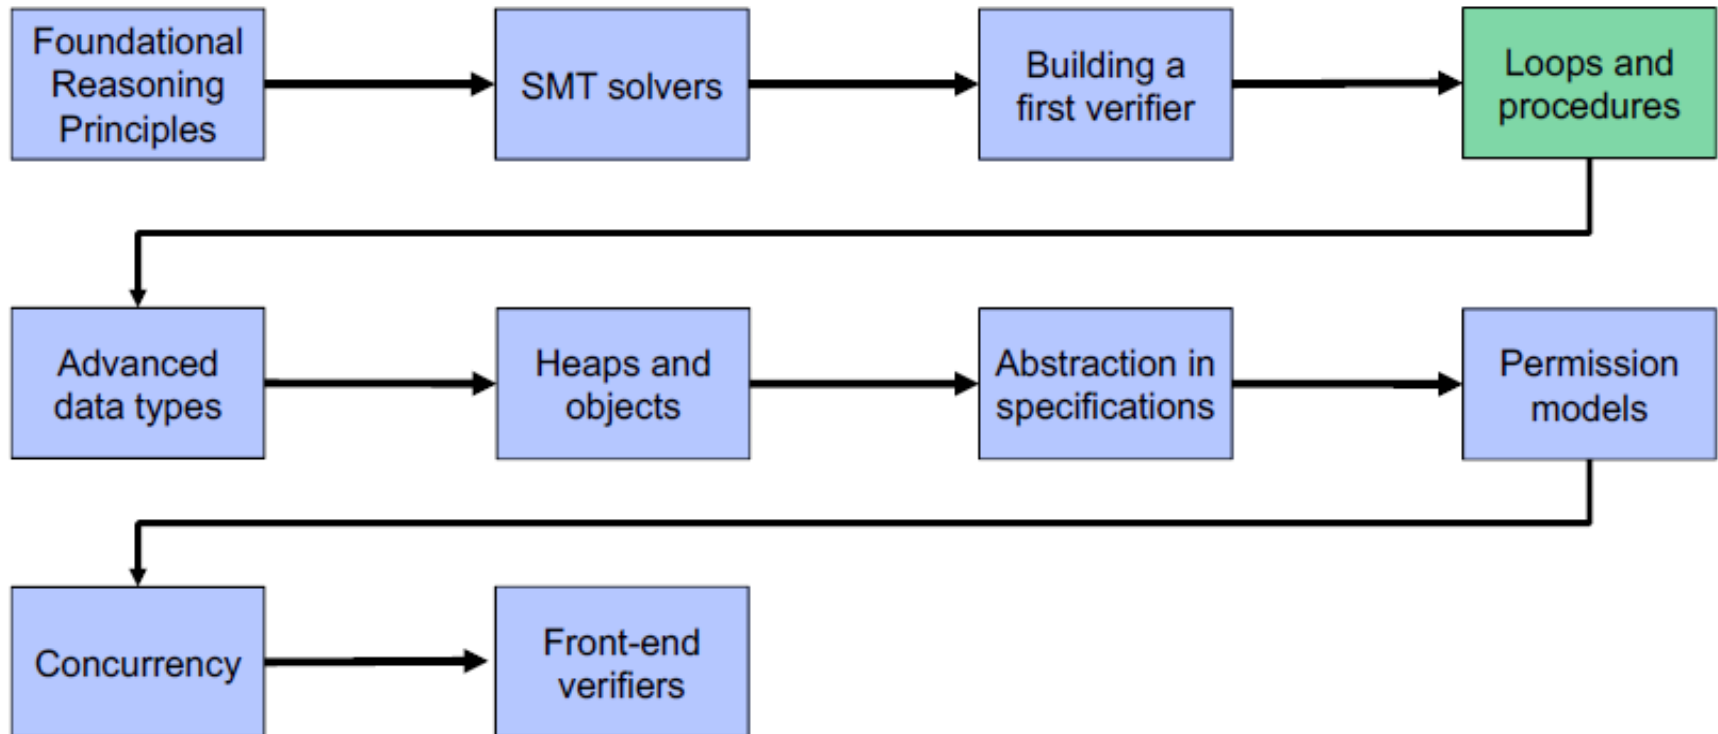 Foundational
Reasoning
Principles
SMT solvers
Building a
first verifier
Loops and
procedures
Advanced
data types
Heaps and
objects
Abstraction in
specifications
Permission
models
Concurrency
Front-end
verifiers